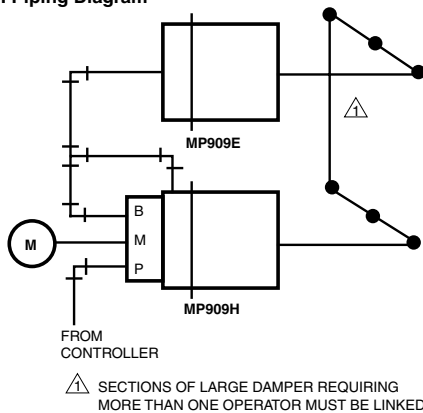 Piping Diagram
1
MP909E
B
M
M
P
MP909H
FROM
CONTROLLER
1 SECTIONS OF LARGE DAMPER REQUIRING
MORE THAN ONE OPERATOR MUST BE LINKED